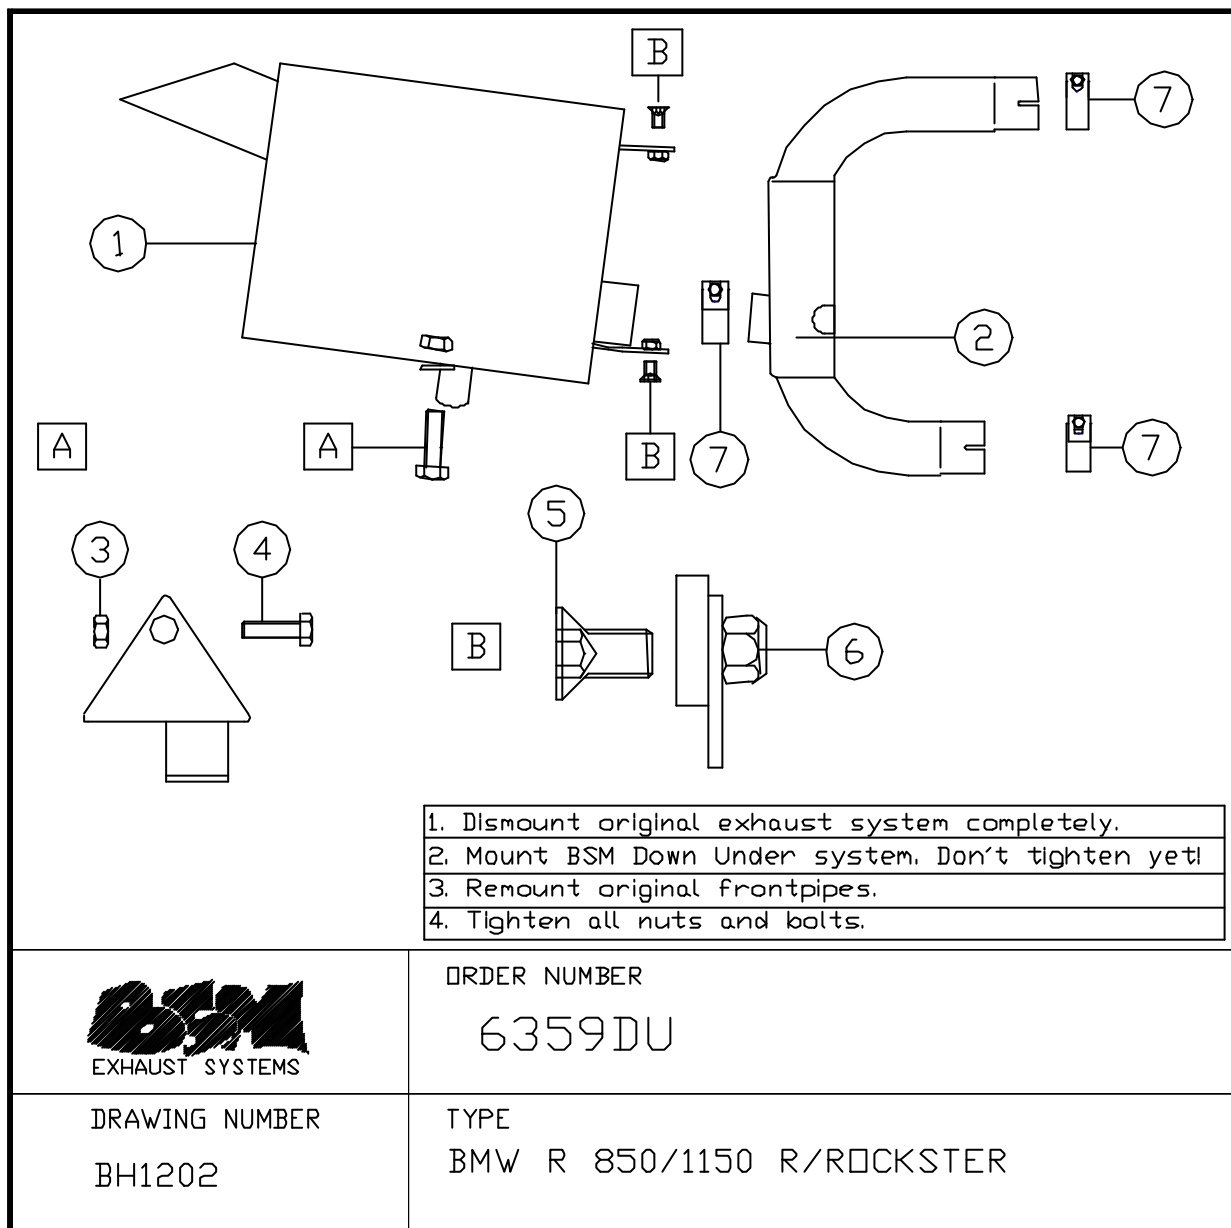 B
7
1
2
A
A
B
7
7
5
3
4
B
6
1. Dismount original exhaust system completely.
2. Mount BSM Down Under system. Don't tighten yet!
3. Remount original frontpipes.
4. Tighten all nuts and bolts.
BSM
EXHAUST SYSTEMS
ORDER NUMBER
6359DU
DRAWING NUMBER
BH1202
TYPE
BMW R 850/1150 R/ROCKSTER